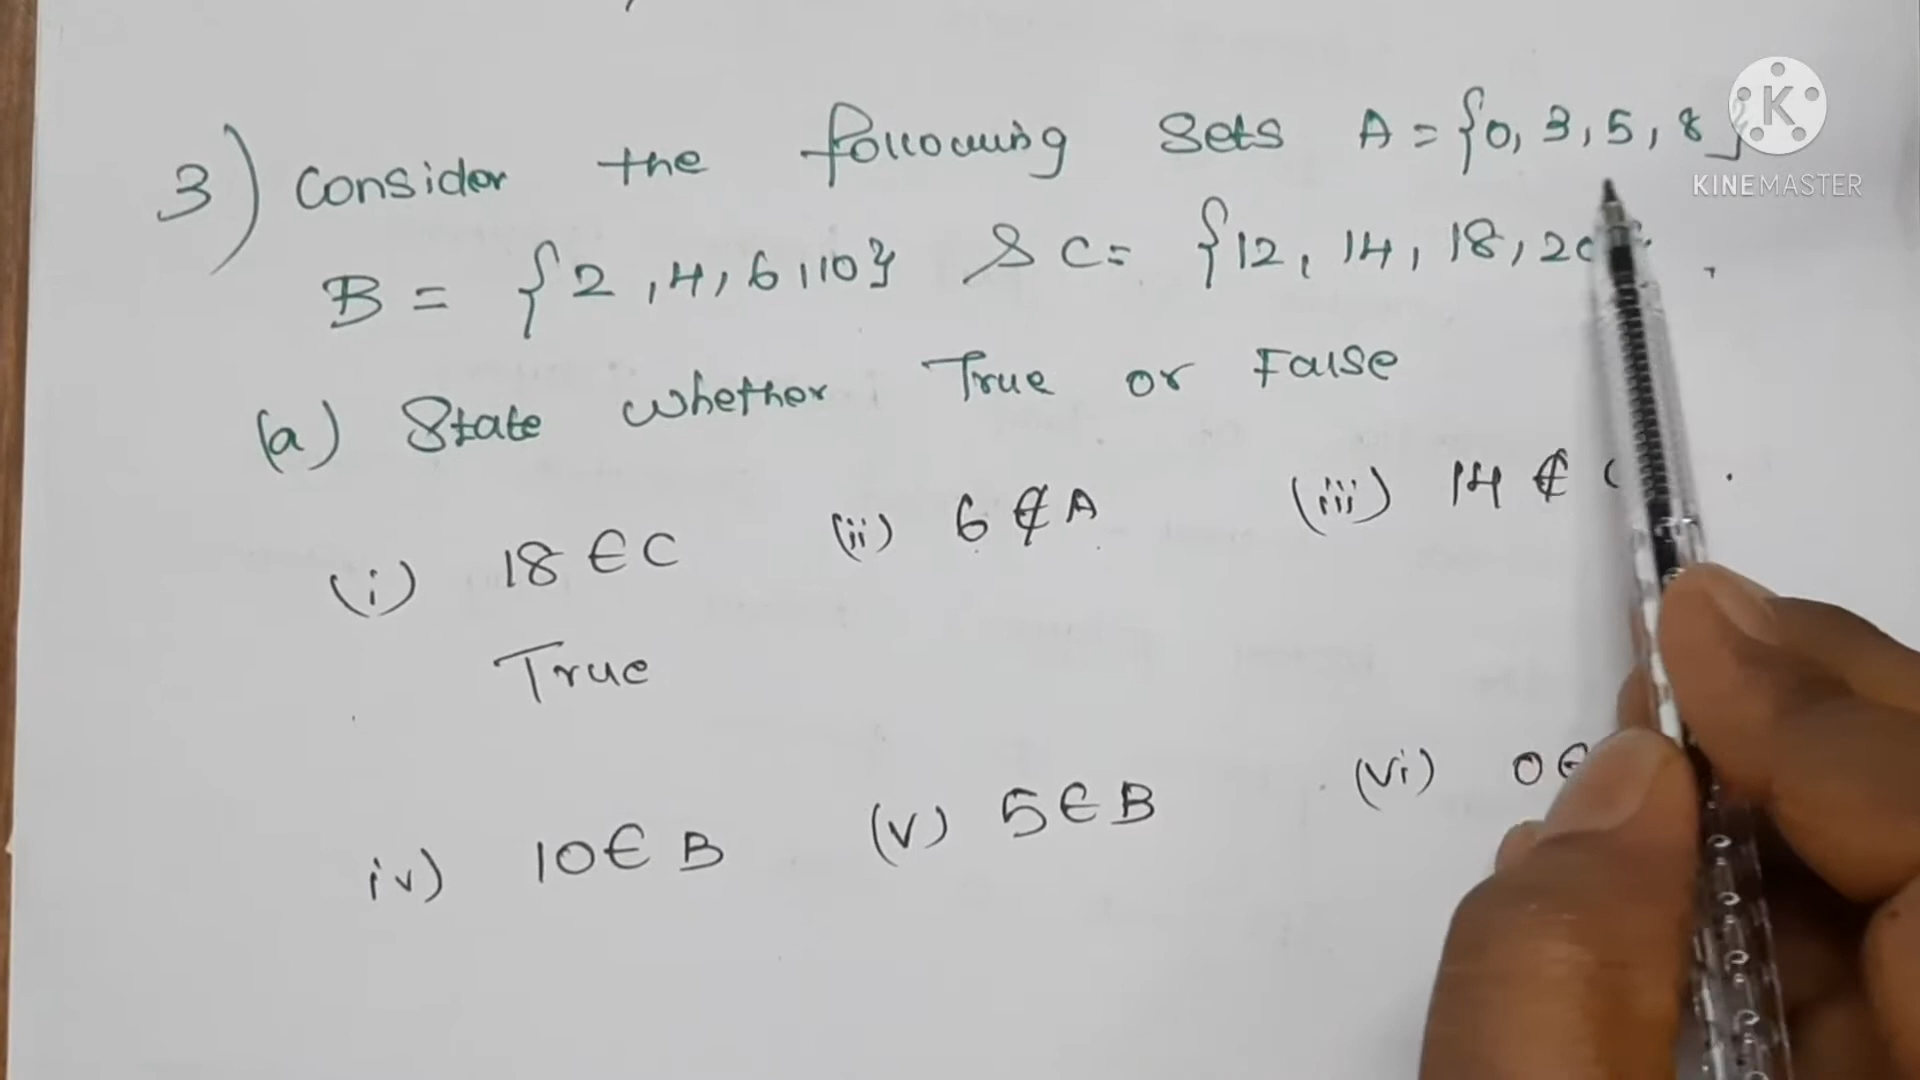 3) Consider the following Sets A = {0, 3, 5, 8}
KINEMASTER
B = {2, 4, 6, 10} & C = {12, 14, 18, 20
(a) State whether True or False
(i) 18 ∈ C (ii) 6 ∉ A (iii) 14 ∉
True
iv) 10 ∈ B (v) 5 ∈ B (vi) 0 ∈